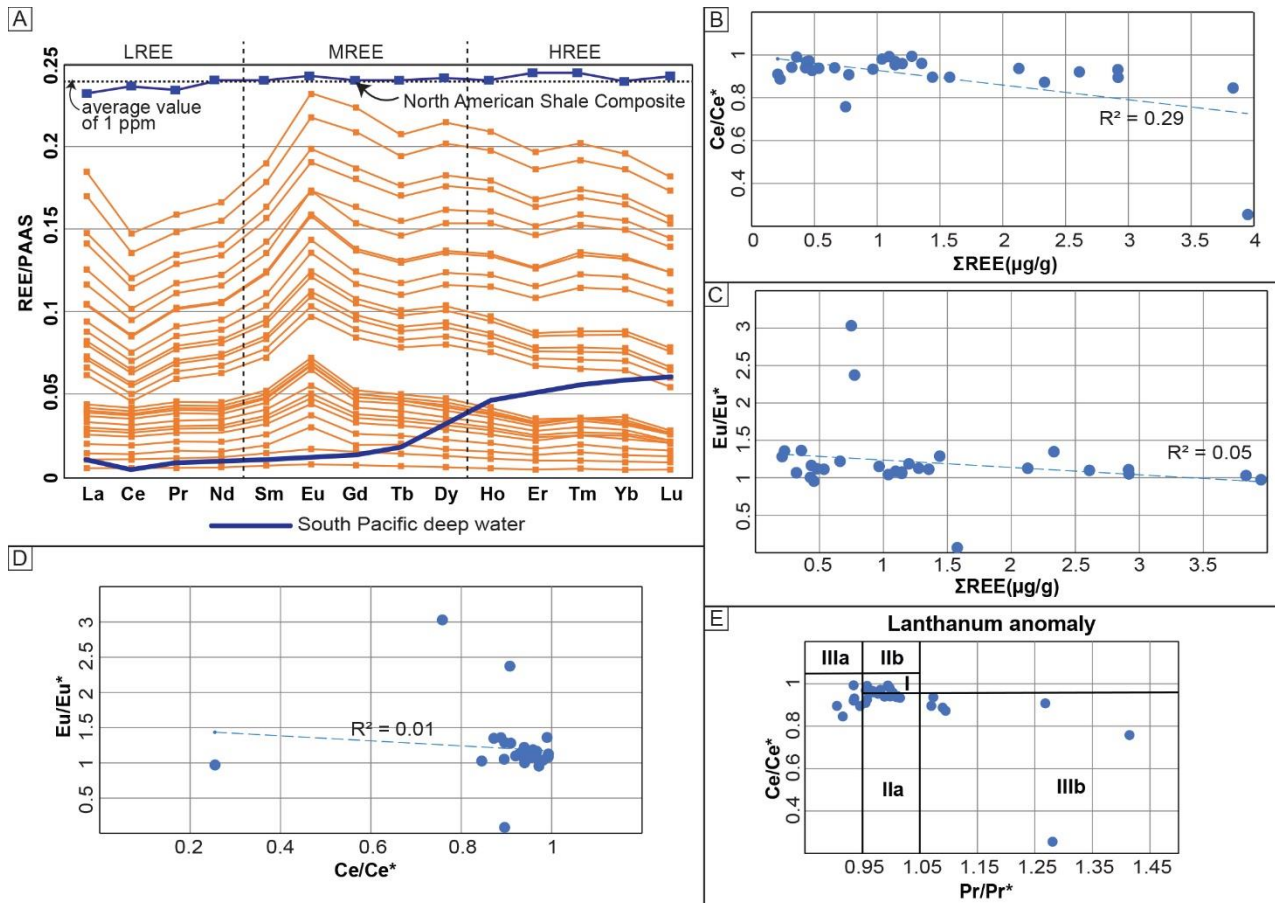 A
LREE
MREE
HREE
0.25
0.2
0.15
0.1
0.05
0
REE/PAAS
average value
of 1 ppm
North American Shale Composite
La Ce Pr Nd Sm Eu Gd Tb Dy Ho Er Tm Yb Lu
South Pacific deep water
B
Ce/Ce*
1
0.8
0.6
0.4
R² = 0.29
0 0.5 1 1.5 2 2.5 3 3.5 4
ΣREE(µg/g)
C
Eu/Eu*
3
2.5
2
1.5
1
0.5
R² = 0.05
0.5 1 1.5 2 2.5 3 3.5
ΣREE(µg/g)
D
Eu/Eu*
3
2.5
2
1.5
1
0.5
R² = 0.01
0.2 0.4 0.6 0.8 1
Ce/Ce*
E
Lanthanum anomaly
Ce/Ce*
1
0.8
0.6
0.4
IIIa
IIb
I
IIa
IIIb
0.95 1.05 1.15 1.25 1.35 1.45
Pr/Pr*